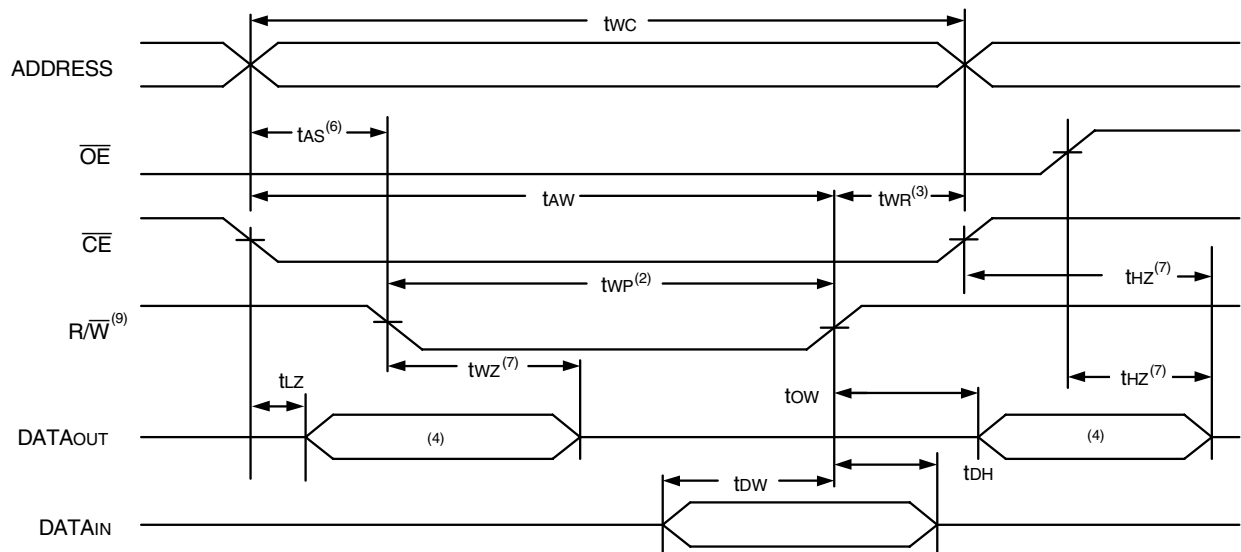 tWC
ADDRESS
tAS(6)
OE
tAW
tWR(3)
CE
tWP(2)
tHZ(7)
R/W(9)
tWZ(7)
tLZ
tOW
tHZ(7)
DATAOUT
(4)
(4)
tDW
tDH
DATAIN